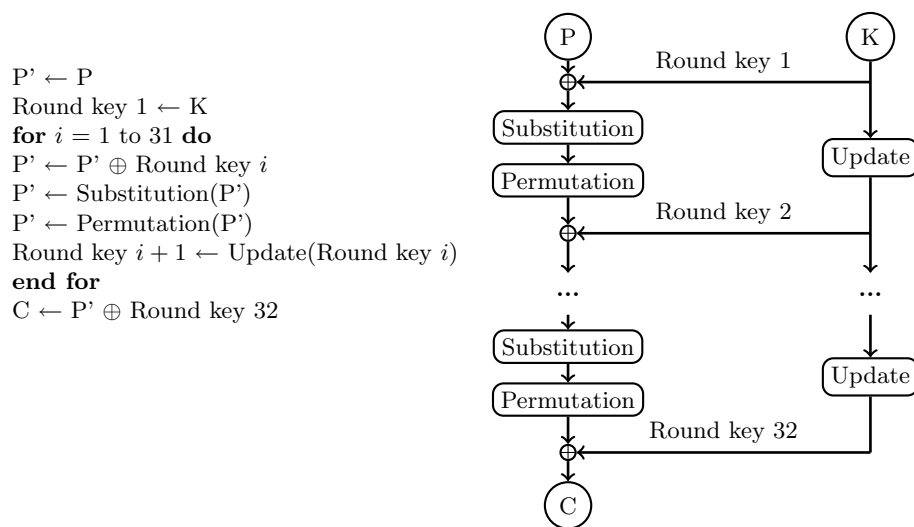 P' ← P
Round key 1 ← K
for i = 1 to 31 do
P' ← P' ⊕ Round key i
P' ← Substitution(P')
P' ← Permutation(P')
Round key i + 1 ← Update(Round key i)
end for
C ← P' ⊕ Round key 32
P
K
Round key 1
Substitution
Update
Permutation
Round key 2
...
...
Substitution
Update
Permutation
Round key 32
C